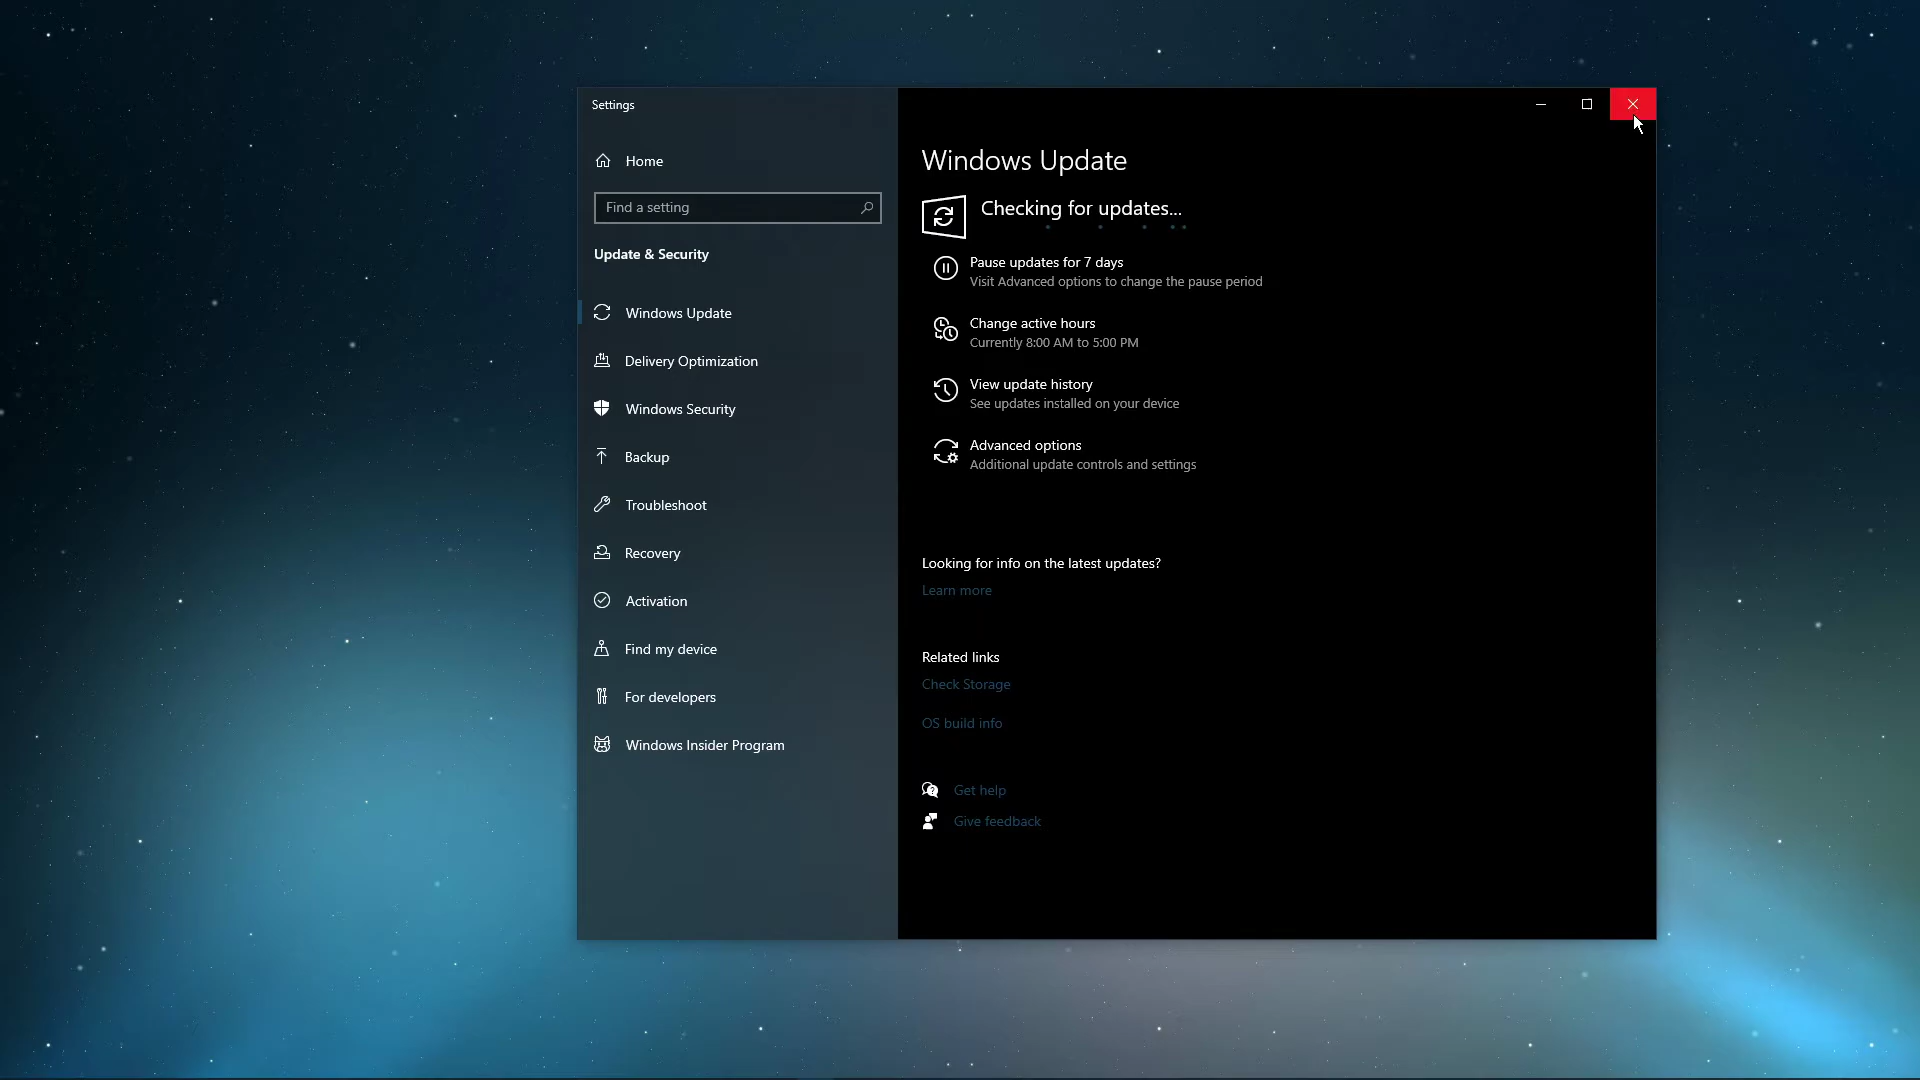 Settings
Home
Find a setting
Update & Security
Windows Update
Delivery Optimization
Windows Security
Backup
Troubleshoot
Recovery
Activation
Find my device
For developers
Windows Insider Program
Windows Update
Checking for updates...
Pause updates for 7 days
Visit Advanced options to change the pause period
Change active hours
Currently 8:00 AM to 5:00 PM
View update history
See updates installed on your device
Advanced options
Additional update controls and settings
Looking for info on the latest updates?
Learn more
Related links
Check Storage
OS build info
Get help
Give feedback